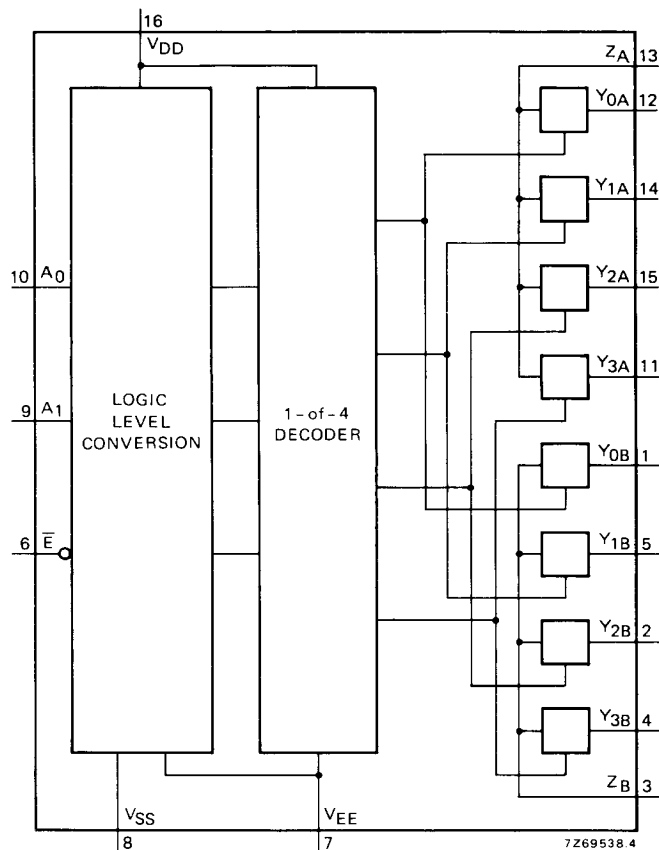 16
VDD
ZA 13
Y0A 12
Y1A 14
10 A0
Y2A 15
Y3A 11
9 A1
LOGIC
LEVEL
CONVERSION
1-of-4
DECODER
Y0B 1
6 E̅
Y1B 5
Y2B 2
Y3B 4
ZB 3
VSS
VEE
8
7
7Z69538.4